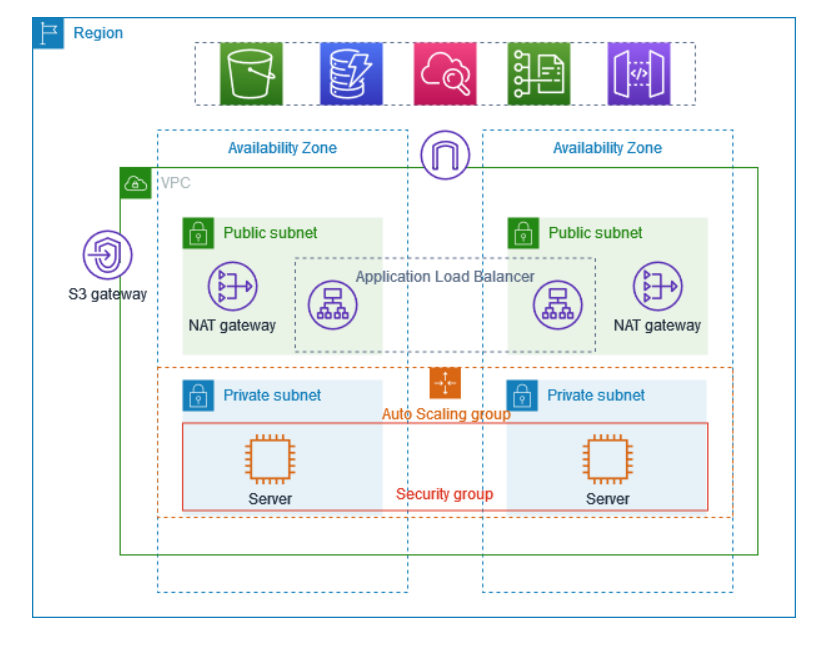 Region
Availability Zone
Availability Zone
VPC
Public subnet
Public subnet
S3 gateway
Application Load Balancer
NAT gateway
NAT gateway
Private subnet
Private subnet
Auto Scaling group
Security group
Server
Server